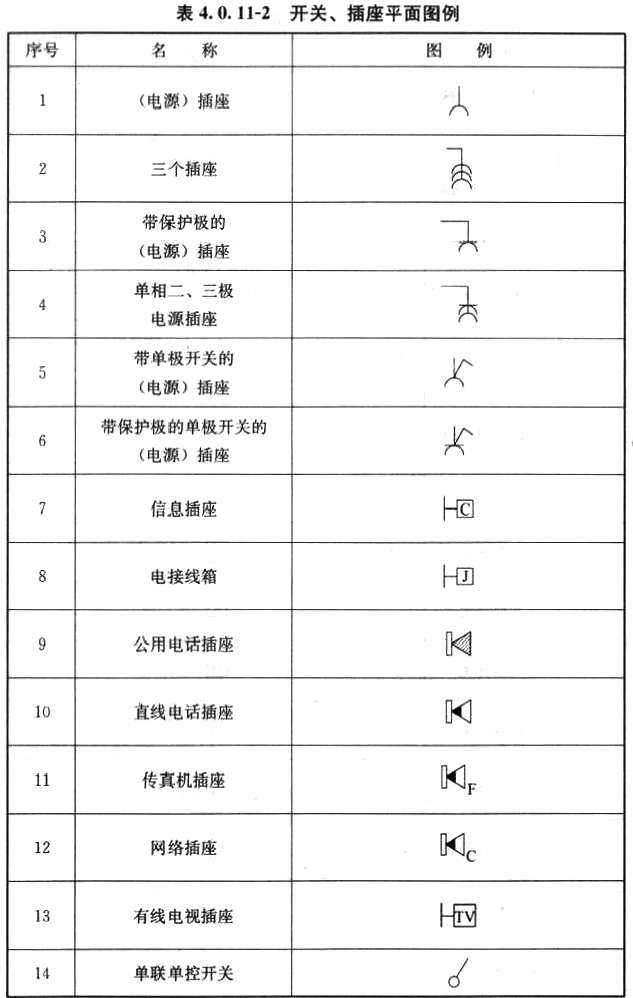 表 4.0.11-2 开关、插座平面图例
序号 名 称 图 例
1 （电源）插座
2 三个插座
3 带保护极的
（电源）插座
4 单相二、三极
电源插座
5 带单极开关的
（电源）插座
6 带保护极的单极开关的
（电源）插座
7 信息插座 C
8 电接线箱 J
9 公用电话插座
10 直线电话插座
11 传真机插座 F
12 网络插座 C
13 有线电视插座 TV
14 单联单控开关